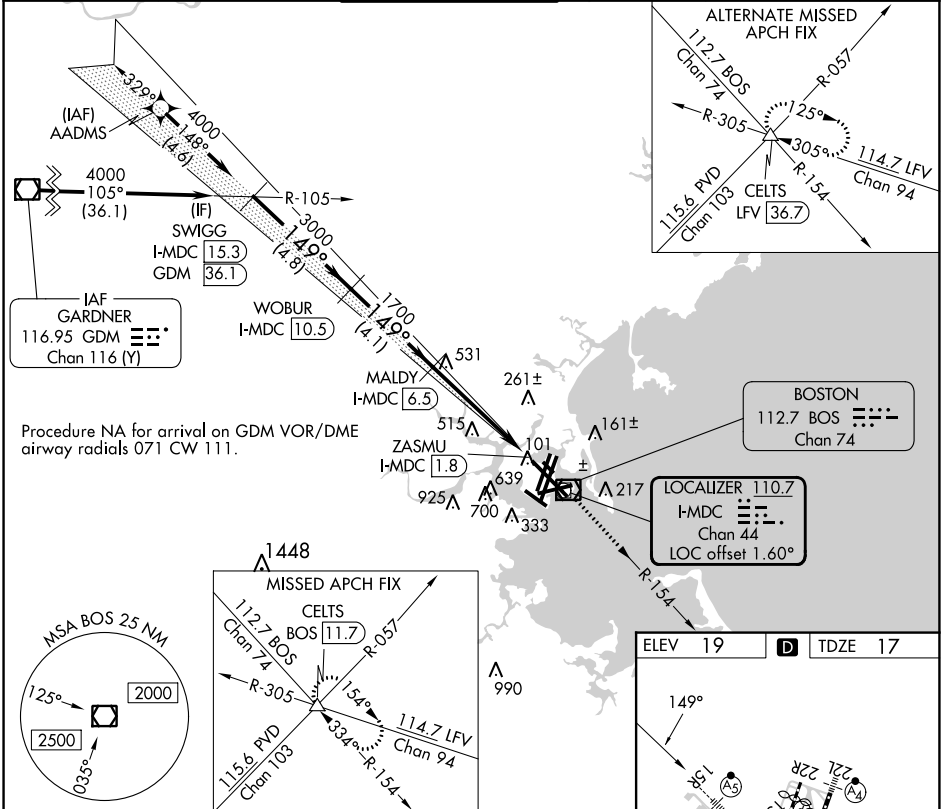 ALTERNATE MISSED
APCH FIX
112.7 BOS
Chan 74
R-057
R-305
125°
305°
114.7 LFV
Chan 94
115.6 PVD
Chan 103
R-154
CELTS
LFV 36.7
329°
(IAF)
AADMS
4000
148°
(4.6)
4000
105°
(36.1)
R-105
(IF)
SWIGG
I-MDC 15.3
GDM 36.1
3000
149°
(4.8)
IAF
GARDNER
116.95 GDM
Chan 116 (Y)
WOBUR
I-MDC 10.5
1700
149°
(4.1)
531
MALDY
I-MDC 6.5
261±
515
161±
BOSTON
112.7 BOS
Chan 74
Procedure NA for arrival on GDM VOR/DME
airway radials 071 CW 111.
ZASMU
I-MDC 1.8
101
±
639
925
700
217
333
LOCALIZER 110.7
I-MDC
Chan 44
LOC offset 1.60°
R-154
1448
MISSED APCH FIX
CELTS
BOS 11.7
112.7 BOS
Chan 74
R-057
R-305
154°
334°
114.7 LFV
Chan 94
115.6 PVD
Chan 103
R-154
990
MSA BOS 25 NM
125°
2000
2500
035°
ELEV 19
D
TDZE 17
149°
15R
A5
22R
22L
A4